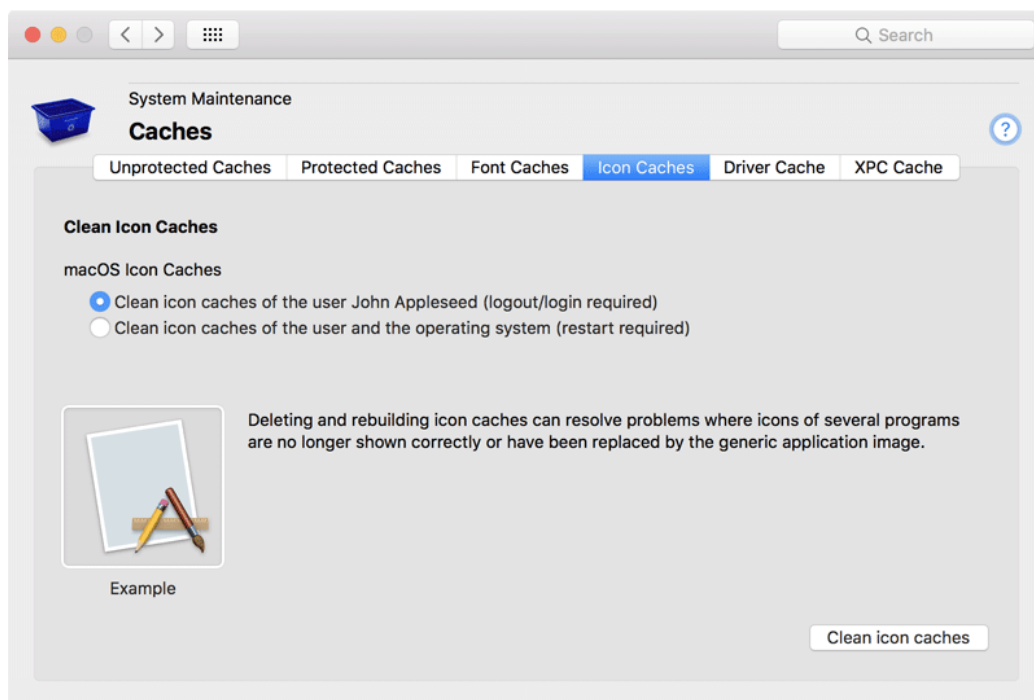 Search
System Maintenance
Caches
?
Unprotected Caches Protected Caches Font Caches Icon Caches Driver Cache XPC Cache
Clean Icon Caches
macOS Icon Caches
Clean icon caches of the user John Appleseed (logout/login required)
Clean icon caches of the user and the operating system (restart required)
Deleting and rebuilding icon caches can resolve problems where icons of several programs
are no longer shown correctly or have been replaced by the generic application image.
Example
Clean icon caches